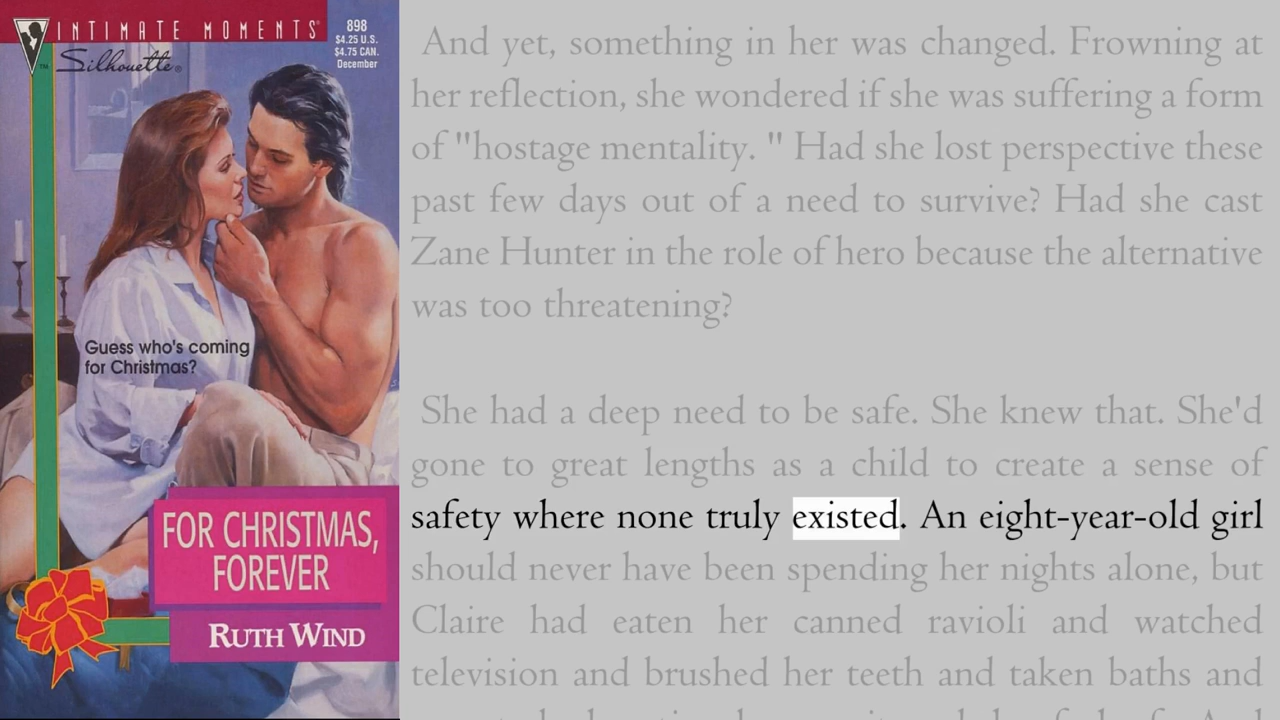 INTIMATE MOMENTS®
898
$4.25 U.S.
$4.75 CAN.
December
TM
Silhouette®
Guess who's coming
for Christmas?
FOR CHRISTMAS,
FOREVER
RUTH WIND
And yet, something in her was changed. Frowning at
her reflection, she wondered if she was suffering a form
of "hostage mentality. " Had she lost perspective these
past few days out of a need to survive? Had she cast
Zane Hunter in the role of hero because the alternative
was too threatening?
She had a deep need to be safe. She knew that. She'd
gone to great lengths as a child to create a sense of
safety where none truly existed. An eight-year-old girl
should never have been spending her nights alone, but
Claire had eaten her canned ravioli and watched
television and brushed her teeth and taken baths and